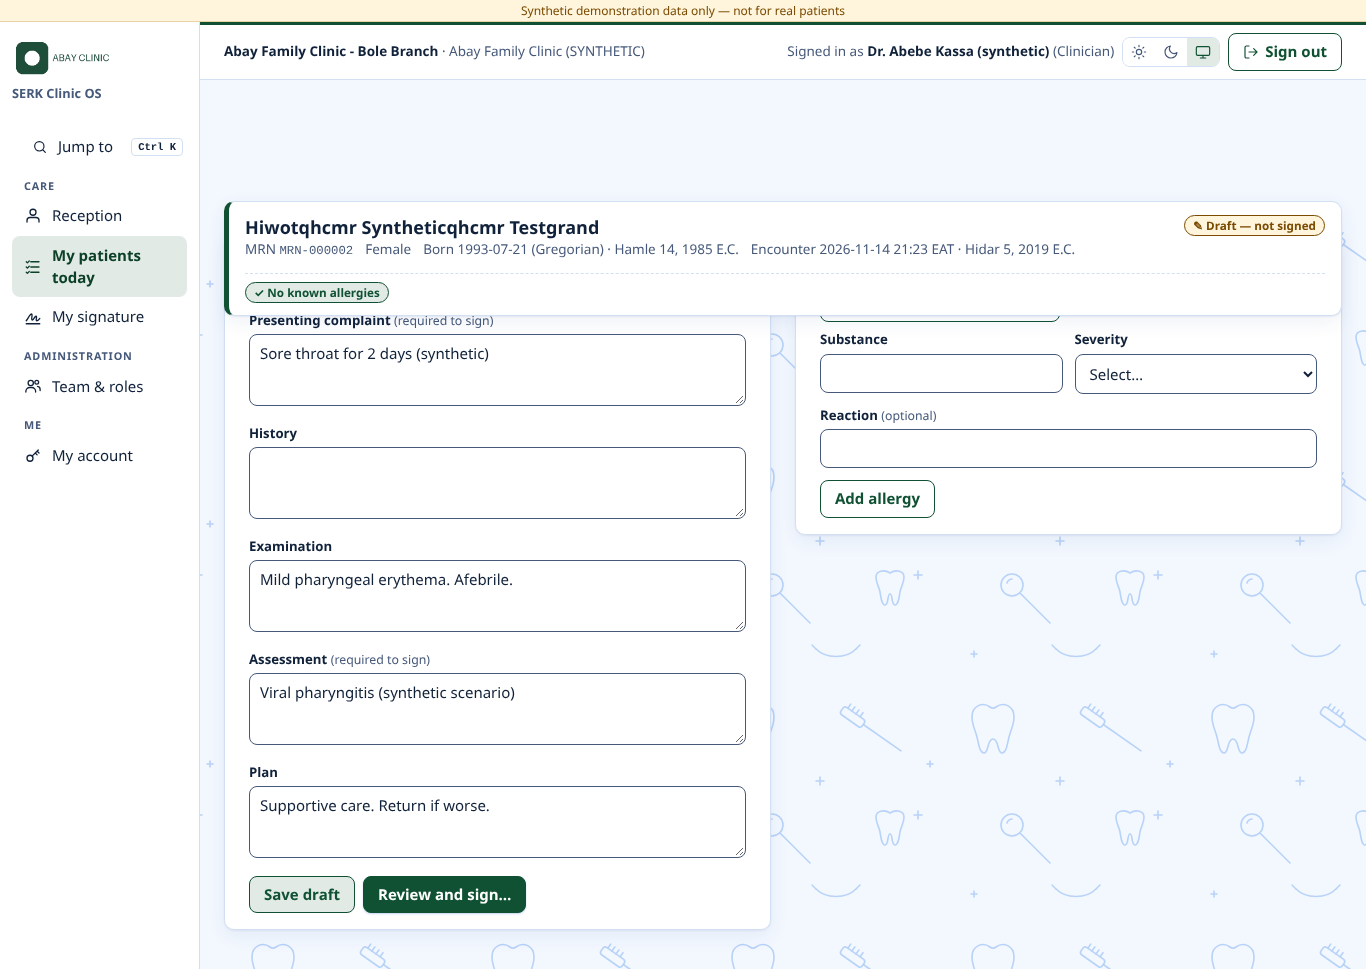 Synthetic demonstration data only — not for real patients
ABAY CLINIC
SERK Clinic OS
Jump to Ctrl K
CARE
Reception
My patients
today
My signature
ADMINISTRATION
Team & roles
ME
My account
Abay Family Clinic - Bole Branch · Abay Family Clinic (SYNTHETIC)
Signed in as Dr. Abebe Kassa (synthetic) (Clinician)
Sign out
Hiwotqhcmr Syntheticqhcmr Testgrand
✎ Draft — not signed
MRN MRN-000002 Female Born 1993-07-21 (Gregorian) · Hamle 14, 1985 E.C. Encounter 2026-11-14 21:23 EAT · Hidar 5, 2019 E.C.
✓ No known allergies
Presenting complaint (required to sign)
Sore throat for 2 days (synthetic)
History
Examination
Mild pharyngeal erythema. Afebrile.
Assessment (required to sign)
Viral pharyngitis (synthetic scenario)
Plan
Supportive care. Return if worse.
Save draft
Review and sign...
Substance
Severity
Select...
Reaction (optional)
Add allergy